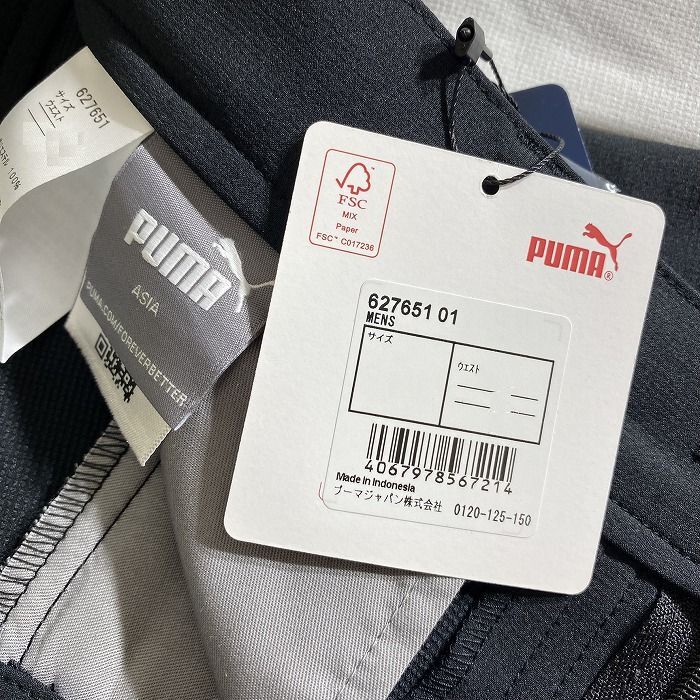 627651
サイズ
ウエスト
100%
PUMA
ASIA
PUMA.COM/FOREVERBETTER
FSC
MIX
Paper
FSC™ C017236
PUMA®
627651 01
MENS
サイズ
ウエスト
4067978567214
Made in Indonesia
プーマジャパン株式会社 0120-125-150